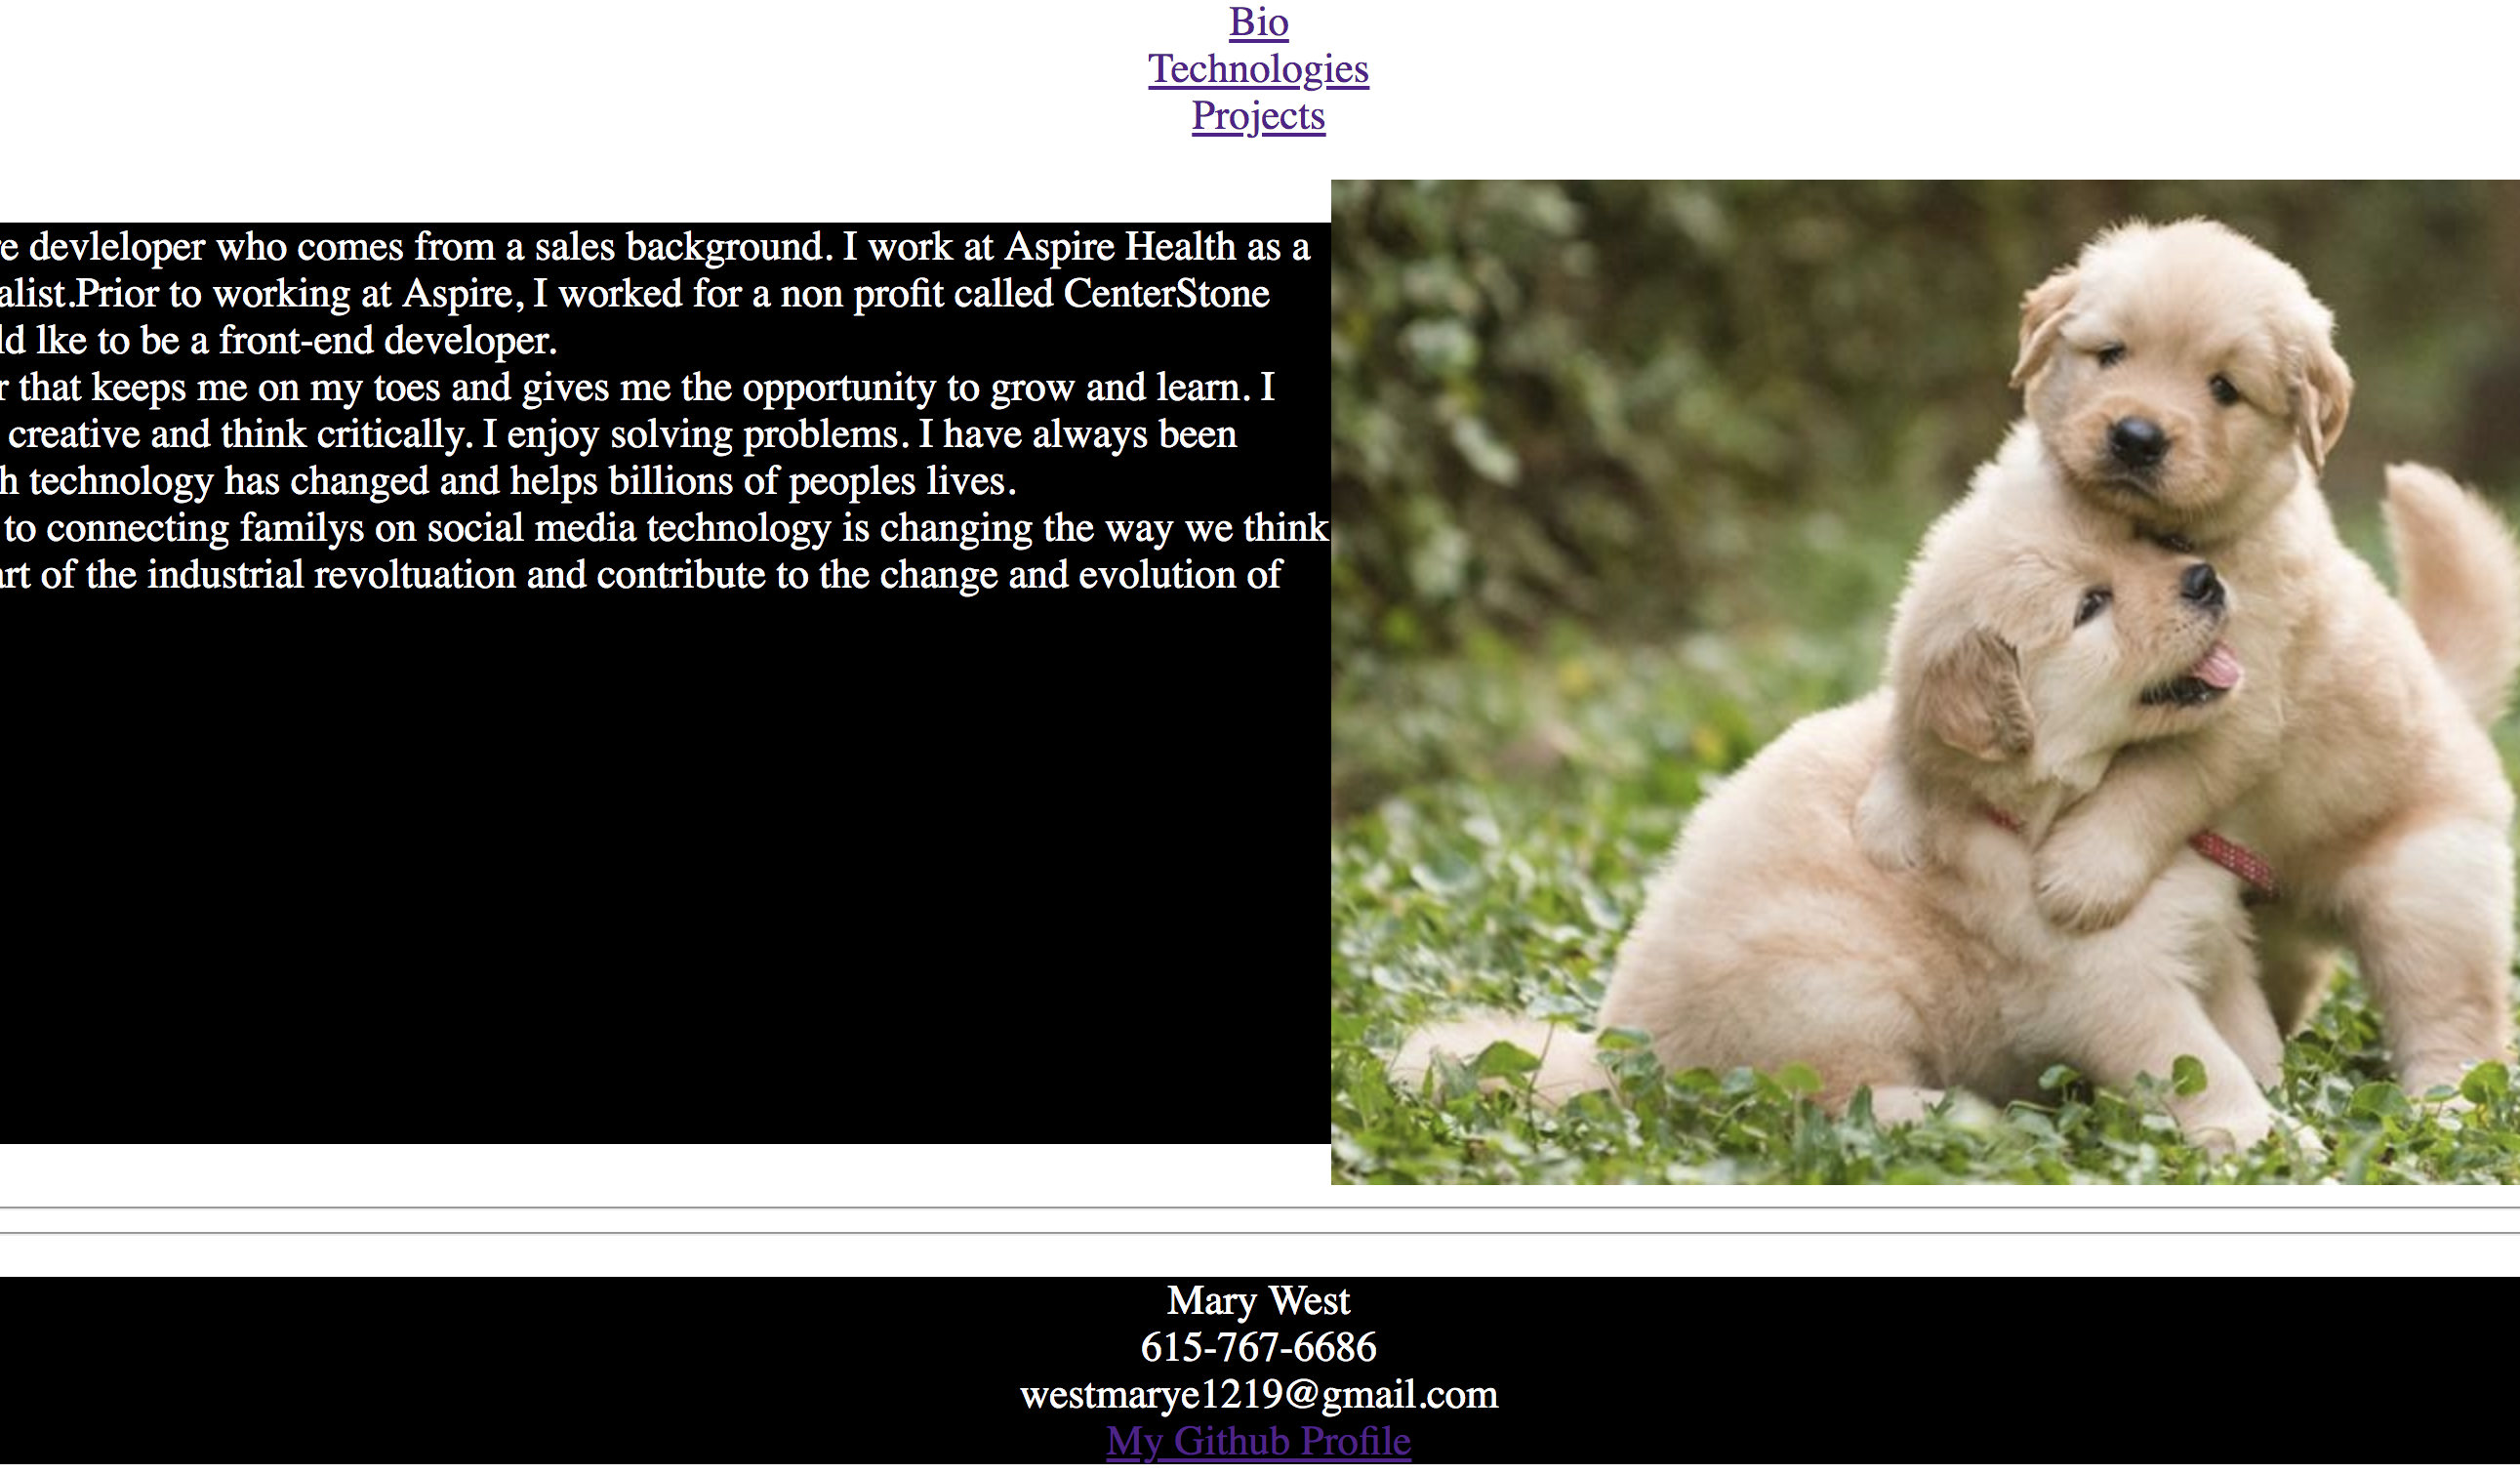 Bio
Technologies
Projects
e devleloper who comes from a sales background. I work at Aspire Health as a
alist.Prior to working at Aspire, I worked for a non profit called CenterStone
ld lke to be a front-end developer.
r that keeps me on my toes and gives me the opportunity to grow and learn. I
creative and think critically. I enjoy solving problems. I have always been
h technology has changed and helps billions of peoples lives.
to connecting familys on social media technology is changing the way we think
art of the industrial revoltuation and contribute to the change and evolution of
Mary West
615-767-6686
westmarye1219@gmail.com
My Github Profile